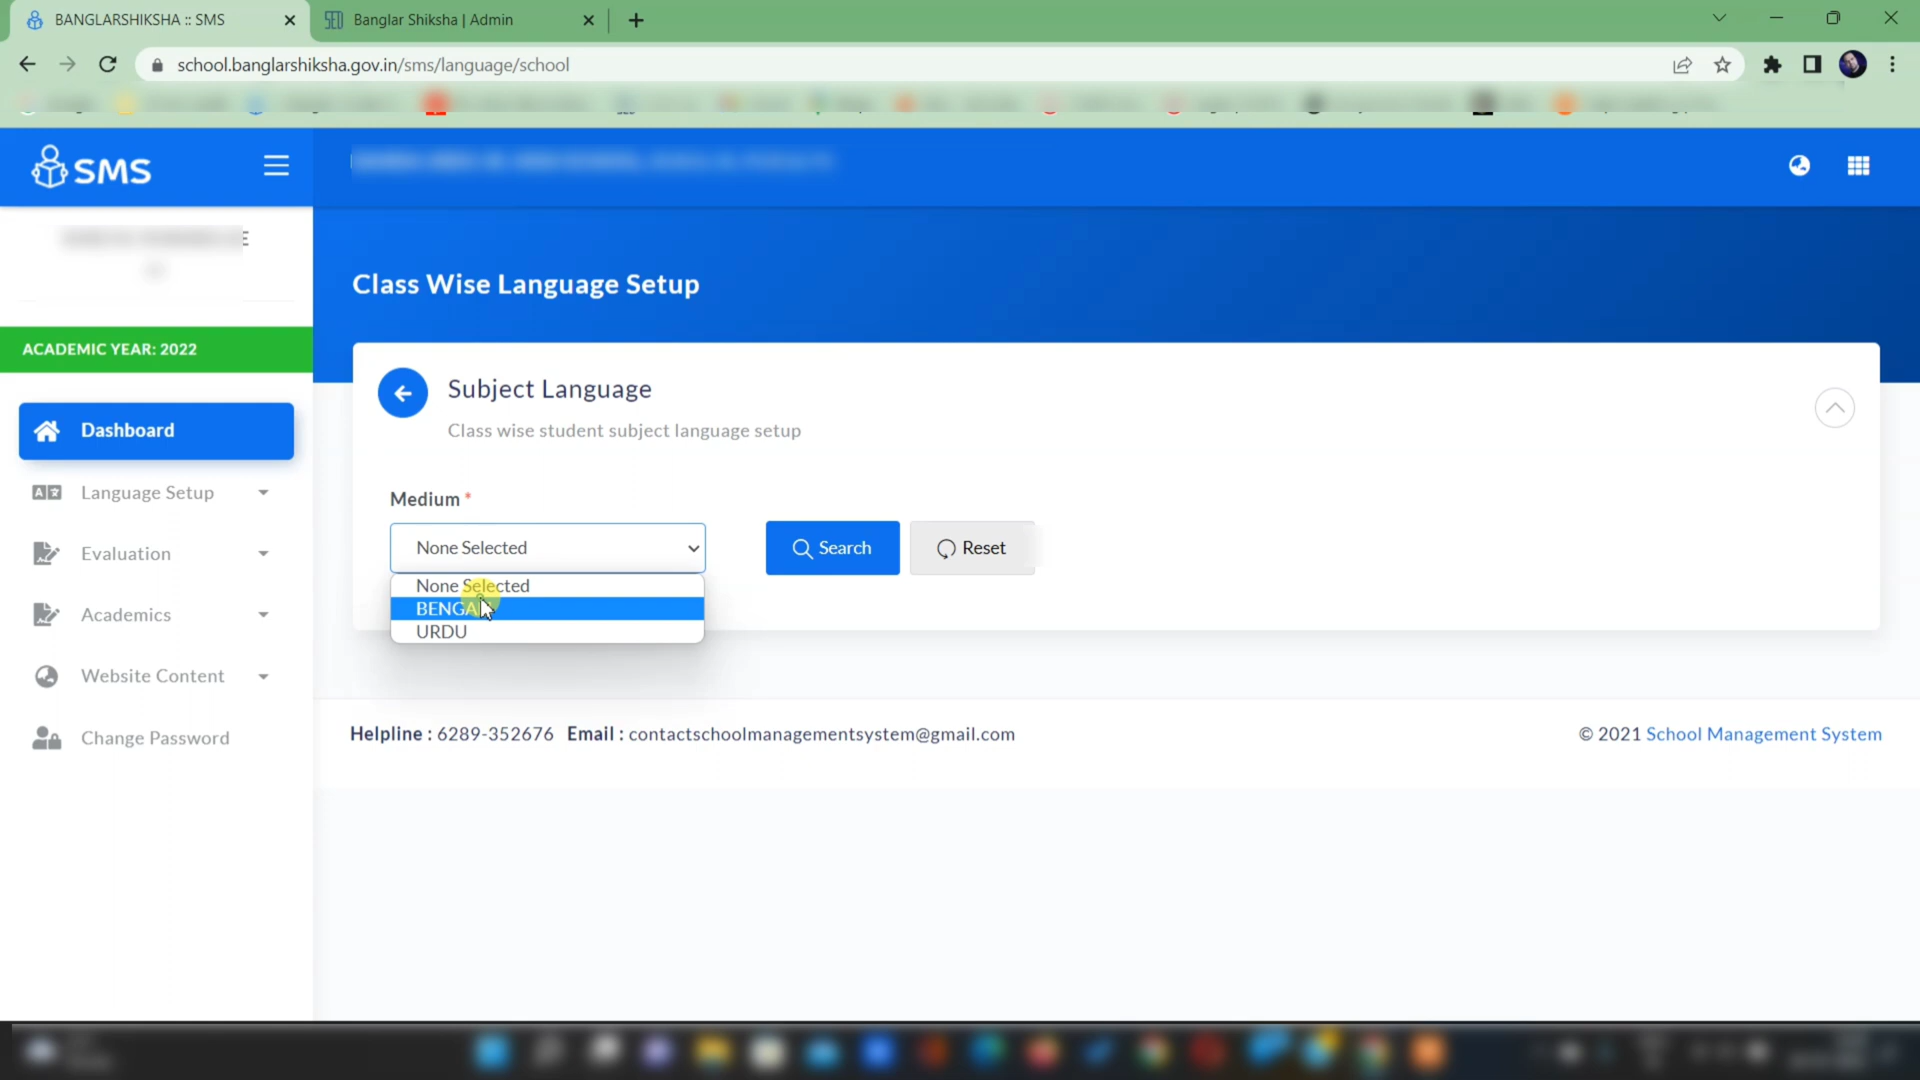 BANGLARSHIKSHA :: SMS
Banglar Shiksha | Admin
school.banglarshiksha.gov.in/sms/language/school
SMS
ACADEMIC YEAR: 2022
Dashboard
Language Setup
Evaluation
Academics
Website Content
Change Password
Class Wise Language Setup
Subject Language
Class wise student subject language setup
Medium *
None Selected
Search
Reset
None Selected
BENGA
URDU
Helpline : 6289-352676 Email : contactschoolmanagementsystem@gmail.com
© 2021 School Management System